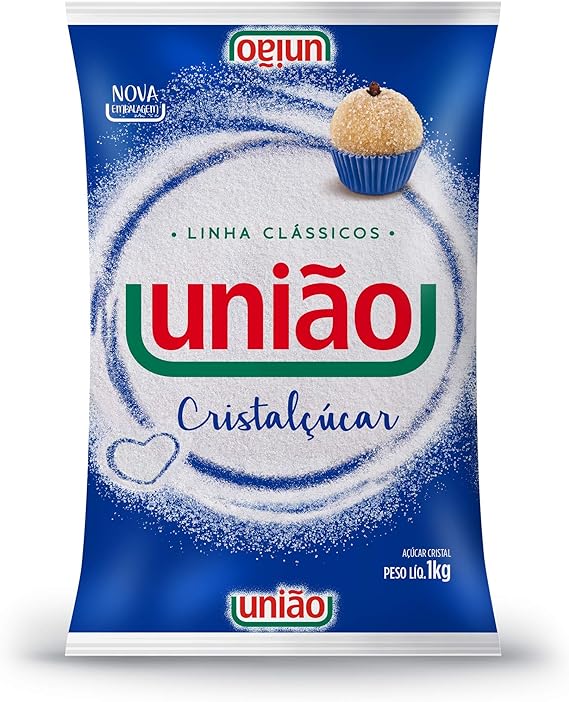 união
NOVA
EMBALAGEM
• LINHA CLÁSSICOS •
união
Cristalçúcar
AÇÚCAR CRISTAL
PESO LÍQ. 1kg
união